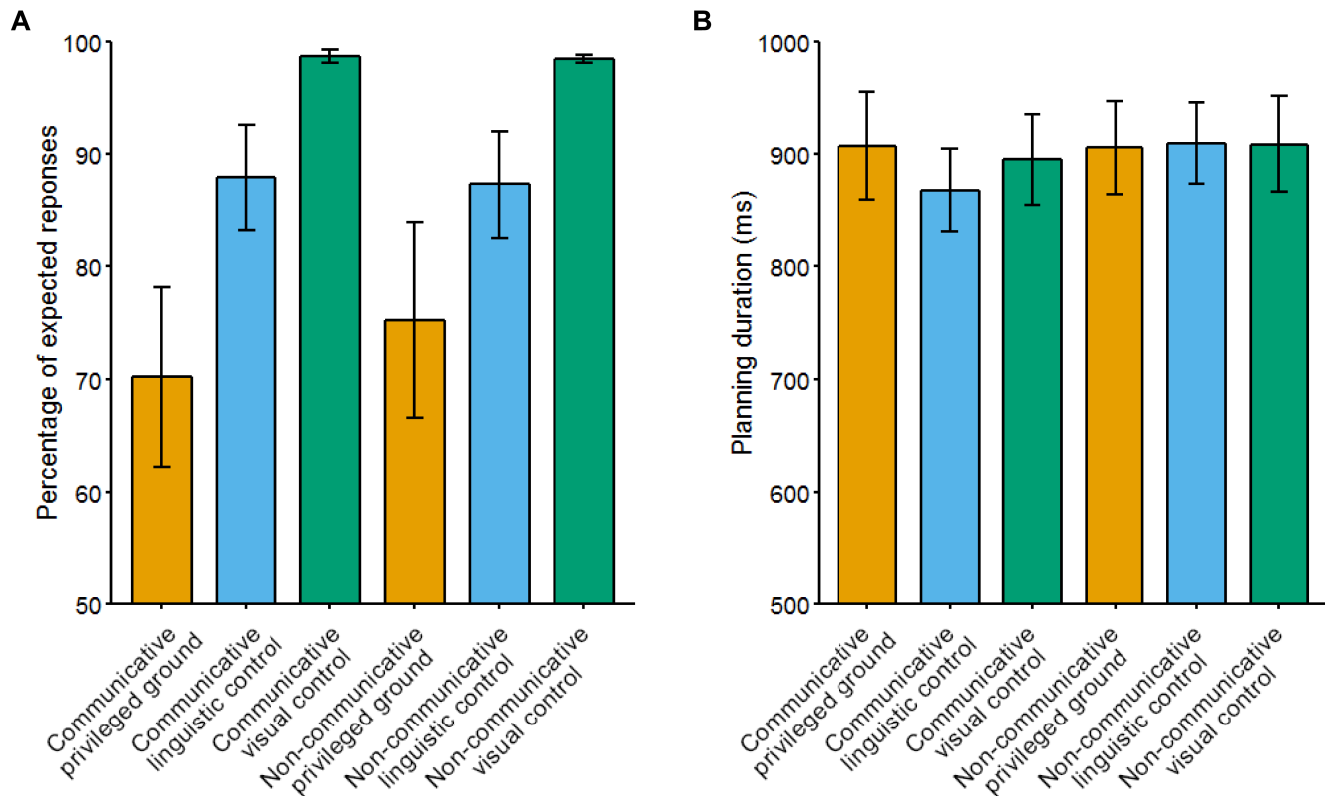 A
Percentage of expected reponses
100
90
80
70
60
50
Communicative
privileged ground
Communicative
linguistic control
Communicative
visual control
Non-communicative
privileged ground
Non-communicative
linguistic control
Non-communicative
visual control
B
Planning duration (ms)
1000
900
800
700
600
500
Communicative
privileged ground
Communicative
linguistic control
Communicative
visual control
Non-communicative
privileged ground
Non-communicative
linguistic control
Non-communicative
visual control